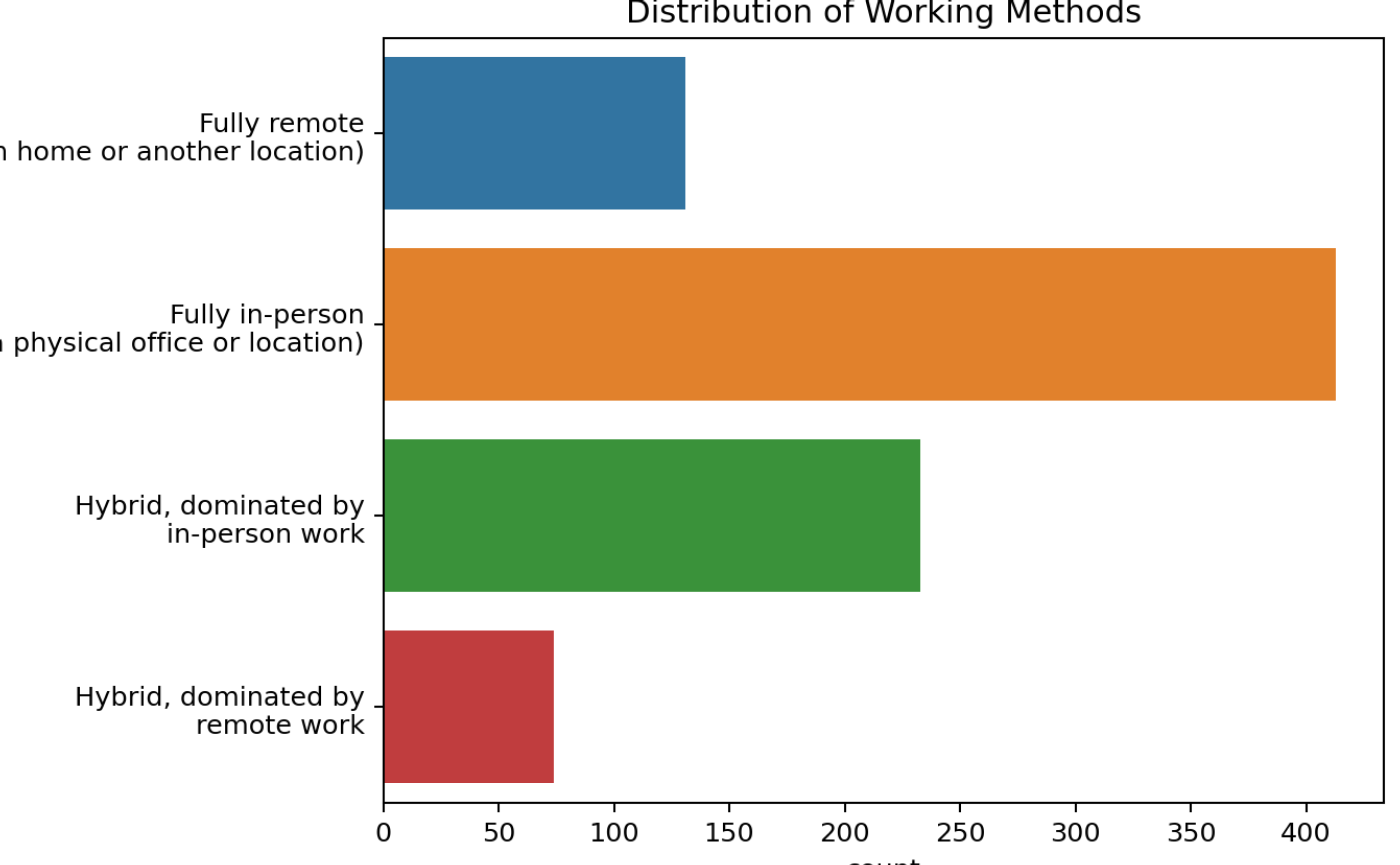 Distribution of Working Methods
Fully remote
home or another location)
Fully in-person
physical office or location)
Hybrid, dominated by
in-person work
Hybrid, dominated by
remote work
0 50 100 150 200 250 300 350 400
count